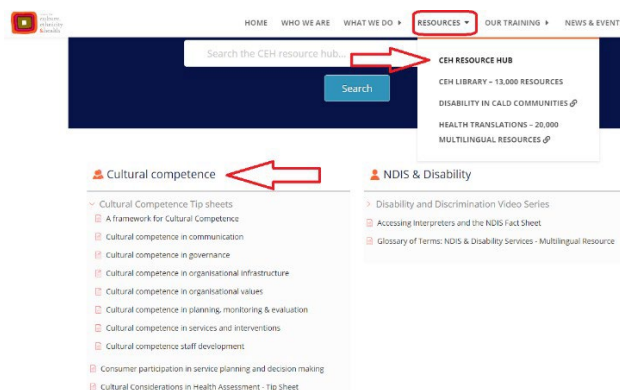 centre for
culture
ethnicity
&health
HOME WHO WE ARE WHAT WE DO RESOURCES OUR TRAINING NEWS & EVENT
Search the CEH resource hub...
Search
CEH RESOURCE HUB
CEH LIBRARY – 13,000 RESOURCES
DISABILITY IN CALD COMMUNITIES
HEALTH TRANSLATIONS – 20,000
MULTILINGUAL RESOURCES
Cultural competence
Cultural Competence Tip sheets
A framework for Cultural Competence
Cultural competence in communication
Cultural competence in governance
Cultural competence in organisational infrastructure
Cultural competence in organisational values
Cultural competence in planning, monitoring & evaluation
Cultural competence in services and interventions
Cultural competence staff development
Consumer participation in service planning and decision making
Cultural Considerations in Health Assessment - Tip Sheet
NDIS & Disability
Disability and Discrimination Video Series
Accessing Interpreters and the NDIS Fact Sheet
Glossary of Terms: NDIS & Disability Services - Multilingual Resource